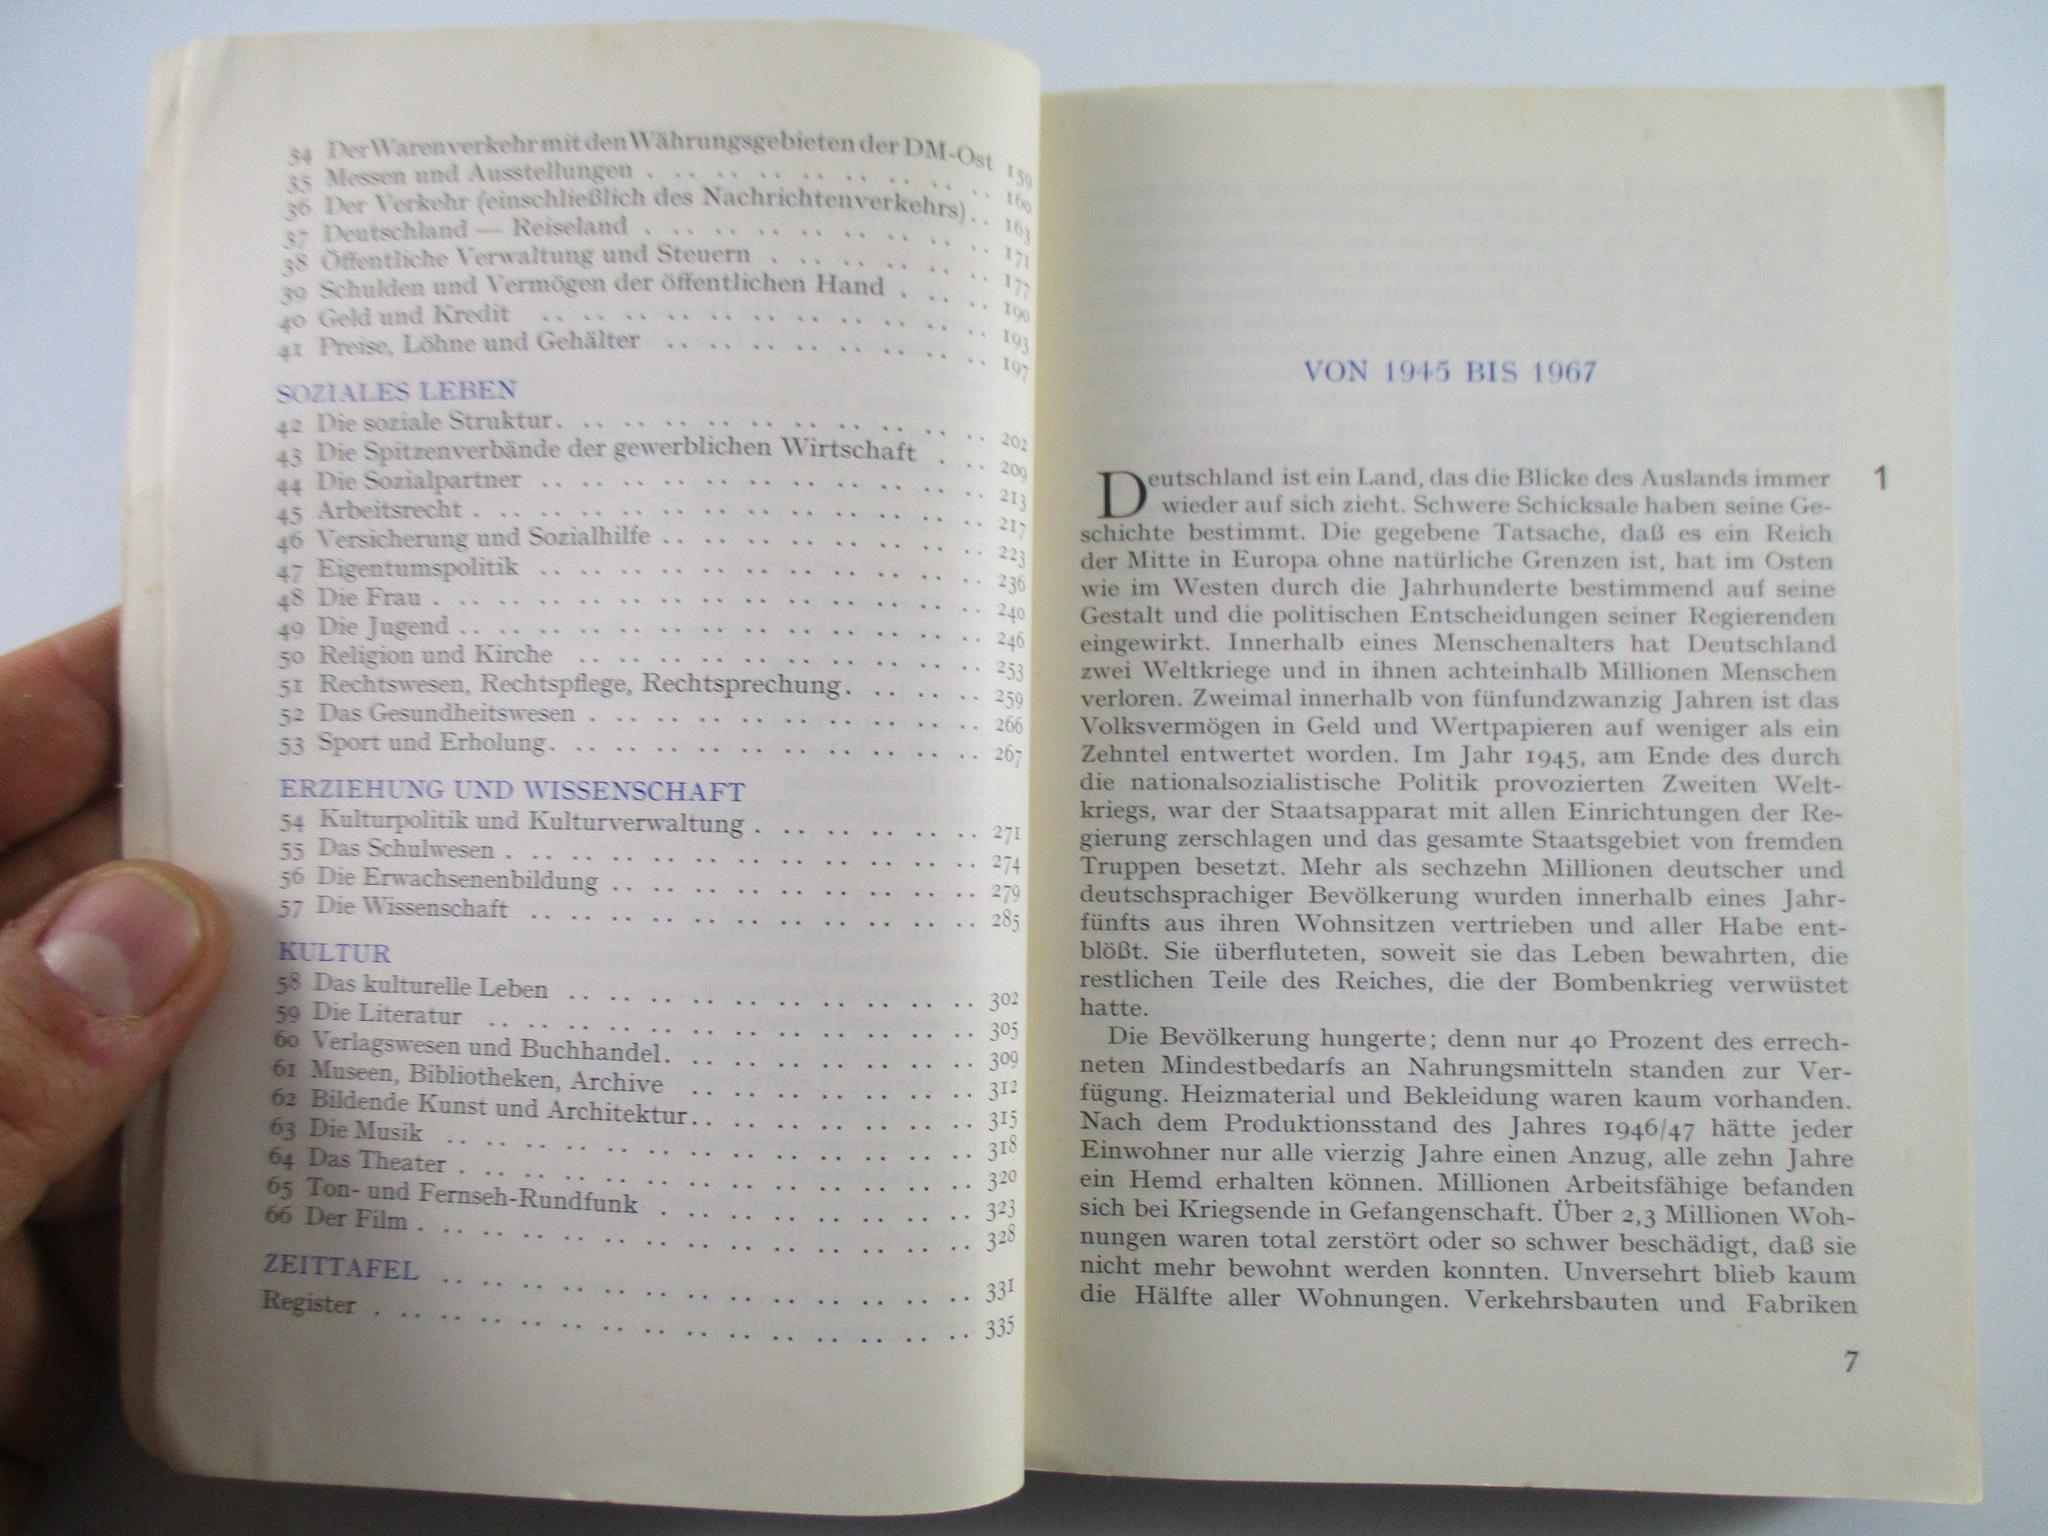 34 Der Warenverkehr mit den Währungsgebieten der DM-Ost 159
35 Messen und Ausstellungen . . . . . . . . . . . 160
36 Der Verkehr (einschließlich des Nachrichtenverkehrs) . . 163
37 Deutschland — Reiseland . . . . . . . . . . . 171
38 Öffentliche Verwaltung und Steuern . . . . . . . 177
39 Schulden und Vermögen der öffentlichen Hand . . . . 190
40 Geld und Kredit . . . . . . . . . . . . . . 193
41 Preise, Löhne und Gehälter . . . . . . . . . . 197
SOZIALES LEBEN
42 Die soziale Struktur . . . . . . . . . . . . . 202
43 Die Spitzenverbände der gewerblichen Wirtschaft . . . 209
44 Die Sozialpartner . . . . . . . . . . . . . . 213
45 Arbeitsrecht . . . . . . . . . . . . . . . . 217
46 Versicherung und Sozialhilfe . . . . . . . . . . 223
47 Eigentumspolitik . . . . . . . . . . . . . . 236
48 Die Frau . . . . . . . . . . . . . . . . . 240
49 Die Jugend . . . . . . . . . . . . . . . . 246
50 Religion und Kirche . . . . . . . . . . . . . 253
51 Rechtswesen, Rechtspflege, Rechtsprechung . . . . . 259
52 Das Gesundheitswesen . . . . . . . . . . . . 266
53 Sport und Erholung . . . . . . . . . . . . . 267
ERZIEHUNG UND WISSENSCHAFT
54 Kulturpolitik und Kulturverwaltung . . . . . . . 271
55 Das Schulwesen . . . . . . . . . . . . . . 274
56 Die Erwachsenenbildung . . . . . . . . . . . 279
57 Die Wissenschaft . . . . . . . . . . . . . . 285
KULTUR
58 Das kulturelle Leben . . . . . . . . . . . . . 302
59 Die Literatur . . . . . . . . . . . . . . . 305
60 Verlagswesen und Buchhandel . . . . . . . . . . 309
61 Museen, Bibliotheken, Archive . . . . . . . . . 312
62 Bildende Kunst und Architektur . . . . . . . . . 315
63 Die Musik . . . . . . . . . . . . . . . . 318
64 Das Theater . . . . . . . . . . . . . . . . 320
65 Ton- und Fernseh-Rundfunk . . . . . . . . . . 323
66 Der Film . . . . . . . . . . . . . . . . . 328
ZEITTAFEL . . . . . . . . . . . . . . . . . 331
Register . . . . . . . . . . . . . . . . . . 335
VON 1945 BIS 1967
Deutschland ist ein Land, das die Blicke des Auslands immer 1
wieder auf sich zieht. Schwere Schicksale haben seine Ge-
schichte bestimmt. Die gegebene Tatsache, daß es ein Reich
der Mitte in Europa ohne natürliche Grenzen ist, hat im Osten
wie im Westen durch die Jahrhunderte bestimmend auf seine
Gestalt und die politischen Entscheidungen seiner Regierenden
eingewirkt. Innerhalb eines Menschenalters hat Deutschland
zwei Weltkriege und in ihnen achteinhalb Millionen Menschen
verloren. Zweimal innerhalb von fünfundzwanzig Jahren ist das
Volksvermögen in Geld und Wertpapieren auf weniger als ein
Zehntel entwertet worden. Im Jahr 1945, am Ende des durch
die nationalsozialistische Politik provozierten Zweiten Welt-
kriegs, war der Staatsapparat mit allen Einrichtungen der Re-
gierung zerschlagen und das gesamte Staatsgebiet von fremden
Truppen besetzt. Mehr als sechzehn Millionen deutscher und
deutschsprachiger Bevölkerung wurden innerhalb eines Jahr-
fünfts aus ihren Wohnsitzen vertrieben und aller Habe ent-
blößt. Sie überfluteten, soweit sie das Leben bewahrten, die
restlichen Teile des Reiches, die der Bombenkrieg verwüstet
hatte.
Die Bevölkerung hungerte; denn nur 40 Prozent des errech-
neten Mindestbedarfs an Nahrungsmitteln standen zur Ver-
fügung. Heizmaterial und Bekleidung waren kaum vorhanden.
Nach dem Produktionsstand des Jahres 1946/47 hätte jeder
Einwohner nur alle vierzig Jahre einen Anzug, alle zehn Jahre
ein Hemd erhalten können. Millionen Arbeitsfähige befanden
sich bei Kriegsende in Gefangenschaft. Über 2,3 Millionen Woh-
nungen waren total zerstört oder so schwer beschädigt, daß sie
nicht mehr bewohnt werden konnten. Unversehrt blieb kaum
die Hälfte aller Wohnungen. Verkehrsbauten und Fabriken
7